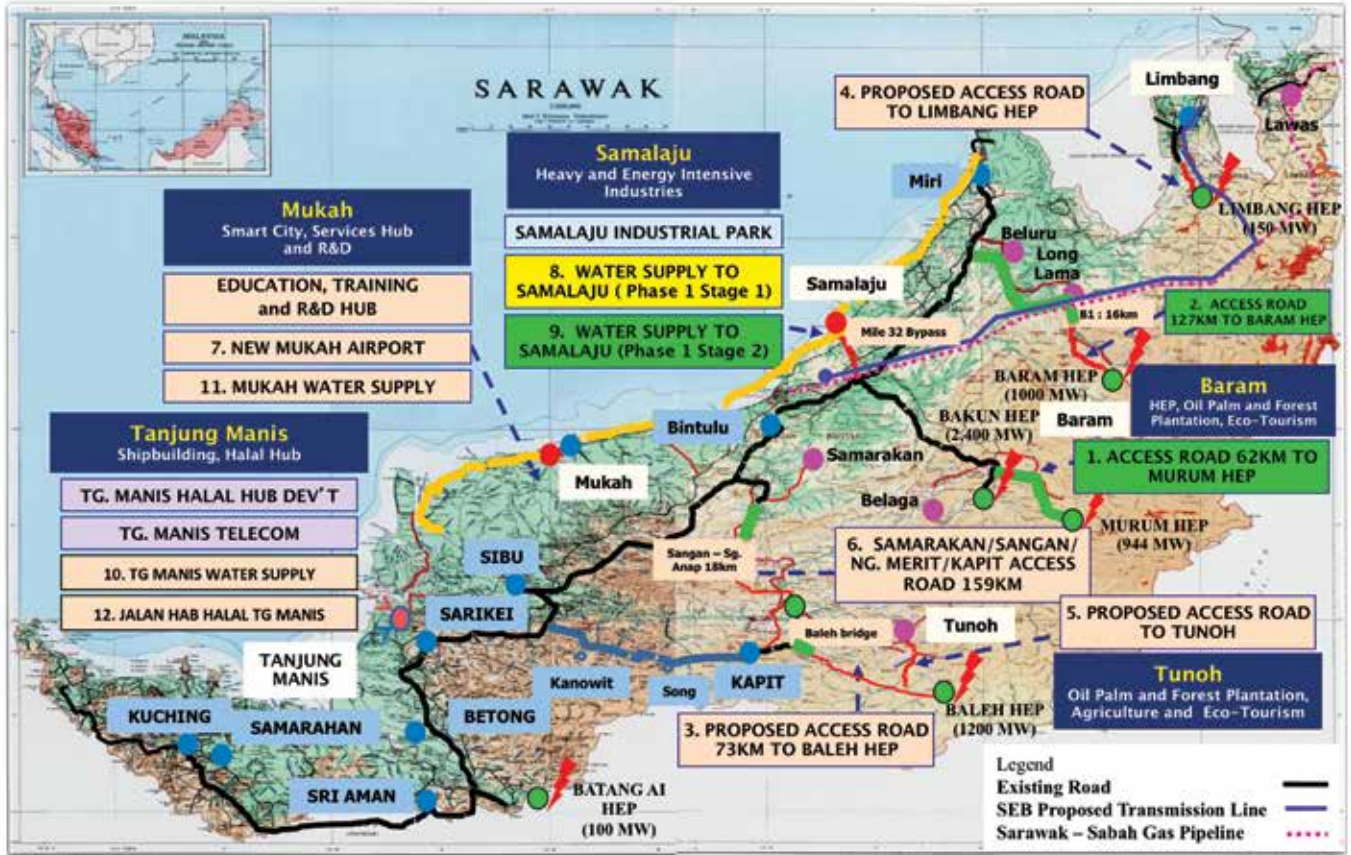 SARAWAK
4. PROPOSED ACCESS ROAD
TO LIMBANG HEP
Limbang
Lawas
LIMBANG HEP
(150 MW)
Samalaju
Heavy and Energy Intensive
Industries
SAMALAJU INDUSTRIAL PARK
8. WATER SUPPLY TO
SAMALAJU ( Phase 1 Stage 1)
9. WATER SUPPLY TO
SAMALAJU (Phase 1 Stage 2)
Mukah
Smart City, Services Hub
and R&D
EDUCATION, TRAINING
and R&D HUB
7. NEW MUKAH AIRPORT
11. MUKAH WATER SUPPLY
Tanjung Manis
Shipbuilding, Halal Hub
TG. MANIS HALAL HUB DEV'T
TG. MANIS TELECOM
10. TG MANIS WATER SUPPLY
12. JALAN HAB HALAL TG MANIS
Miri
Beluru
Long
Lama
Samalaju
Mile 32 Bypass
B1 : 16km
2. ACCESS ROAD
127KM TO BARAM HEP
BARAM HEP
(1000 MW)
Baram
HEP, Oil Palm and Forest
Plantation, Eco-Tourism
BAKUN HEP
(2,400 MW)
Baram
Bintulu
Mukah
Samarakan
Belaga
1. ACCESS ROAD 62KM TO
MURUM HEP
MURUM HEP
(944 MW)
Sangan – Sg.
Anap 18km
6. SAMARAKAN/SANGAN/
NG. MERIT/KAPIT ACCESS
ROAD 159KM
SIBU
SARIKEI
TANJUNG
MANIS
Kanowit
Song
KAPIT
Baleh bridge
Tunoh
5. PROPOSED ACCESS ROAD
TO TUNOH
Tunoh
Oil Palm and Forest Plantation,
Agriculture and Eco-Tourism
BALEH HEP
(1200 MW)
3. PROPOSED ACCESS ROAD
73KM TO BALEH HEP
KUCHING
SAMARAHAN
BETONG
SRI AMAN
BATANG AI
HEP
(100 MW)
Legend
Existing Road
SEB Proposed Transmission Line
Sarawak – Sabah Gas Pipeline